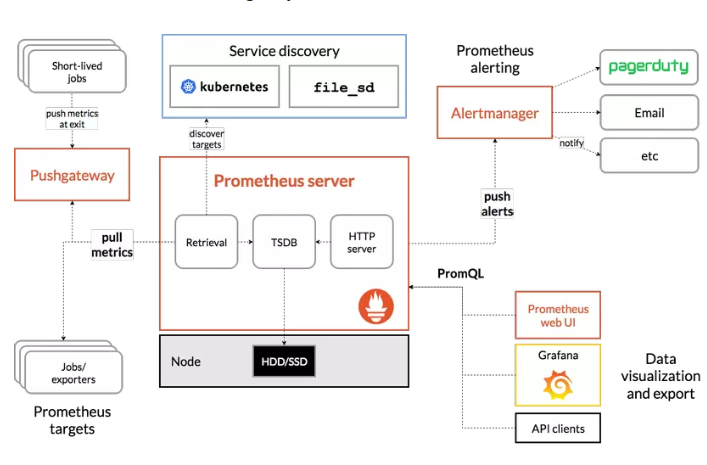 Short-lived
jobs
push metrics
at exit
Pushgateway
pull
metrics
Jobs/
exporters
Prometheus
targets
Service discovery
kubernetes
file_sd
discover
targets
Prometheus server
Retrieval
TSDB
HTTP
server
Node
HDD/SSD
Prometheus
alerting
Alertmanager
pagerduty
Email
notify
etc
push
alerts
PromQL
Prometheus
web UI
Grafana
API clients
Data
visualization
and export